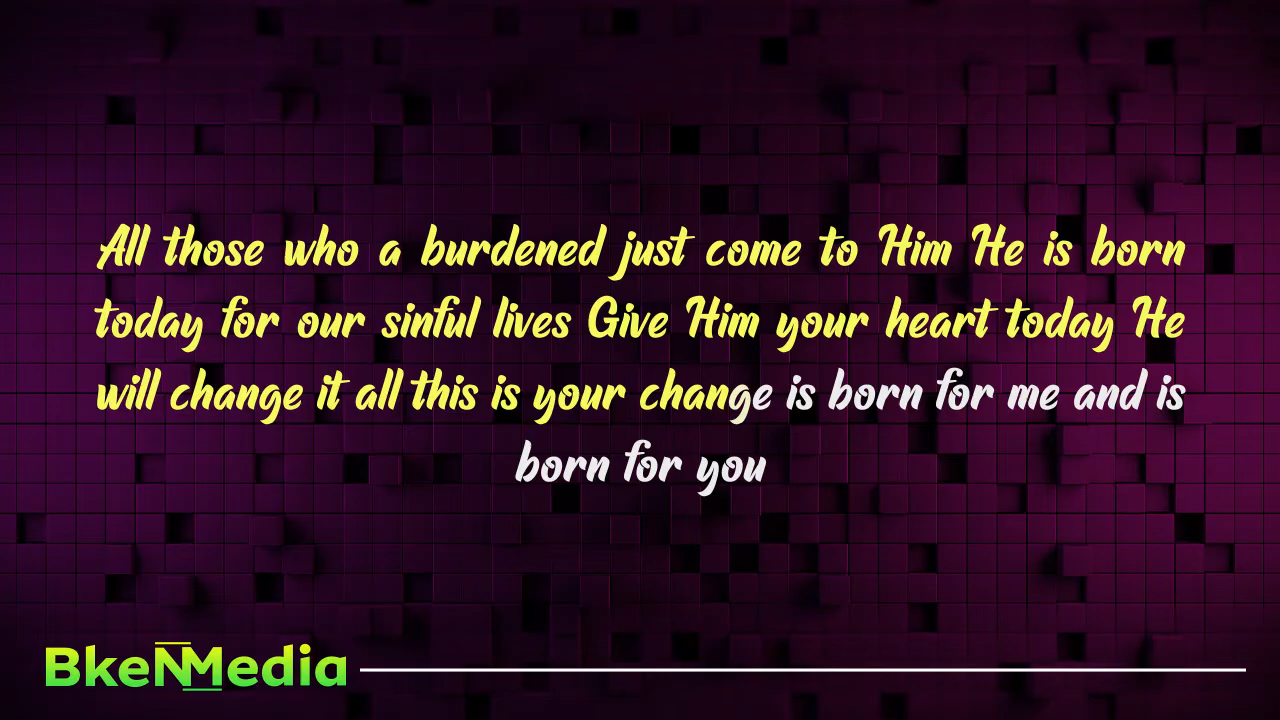 All those who a burdened just come to Him He is born
today for our sinful lives Give Him your heart today He
will change it all this is your change is born for me and is
born for you
BkeNMedia